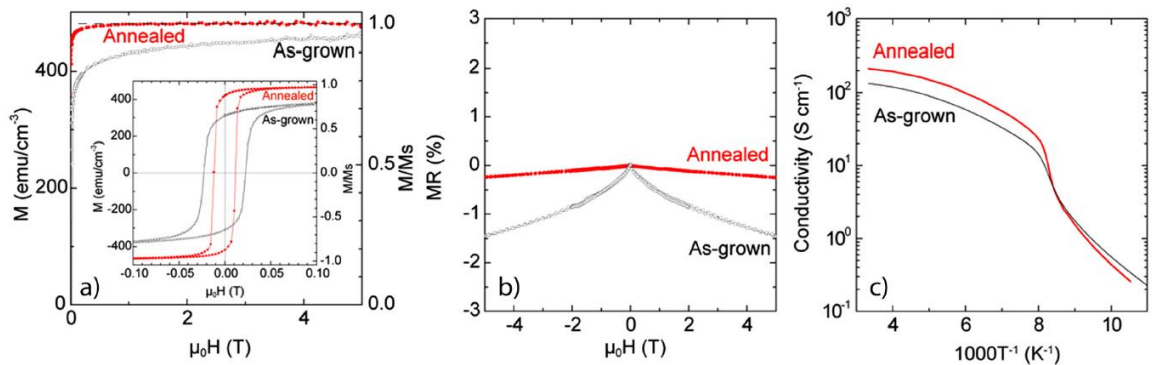 M (emu/cm⁻³)
400
200
0
0
2
4
μ₀H (T)
1.0
0.5
0.0
M/Ms
Annealed
As-grown
a)
M (emu/cm⁻³)
400
200
0
-200
-400
-0.10
-0.05
0.00
0.05
0.10
μ₀H (T)
1.0
0.5
0.0
-0.5
-1.0
M/Ms
Annealed
As-grown
MR (%)
3
2
1
0
-1
-2
-3
-4
-2
0
2
4
μ₀H (T)
Annealed
As-grown
b)
Conductivity (S cm⁻¹)
10³
10²
10¹
10⁰
10⁻¹
4
6
8
10
1000T⁻¹ (K⁻¹)
Annealed
As-grown
c)